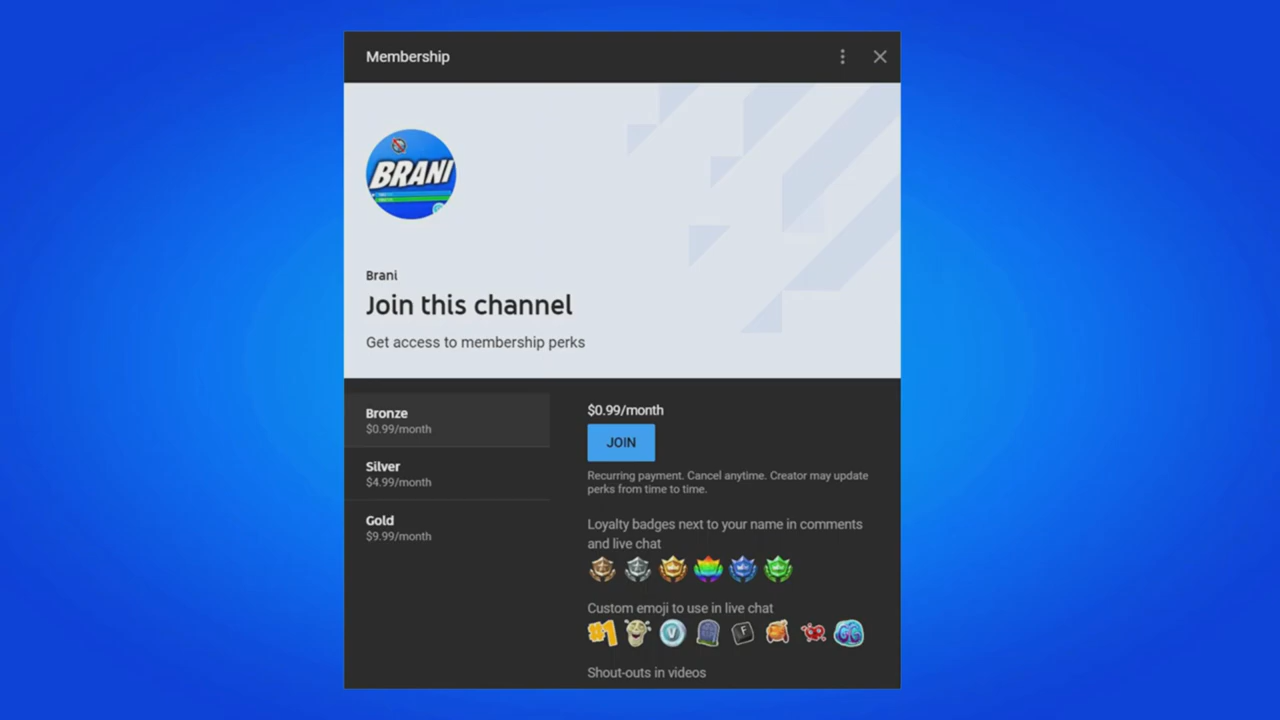 Membership
BRANI
Brani
Join this channel
Get access to membership perks
Bronze
$0.99/month
Silver
$4.99/month
Gold
$9.99/month
$0.99/month
JOIN
Recurring payment. Cancel anytime. Creator may update
perks from time to time.
Loyalty badges next to your name in comments
and live chat
Custom emoji to use in live chat
#1 V F GG
Shout-outs in videos